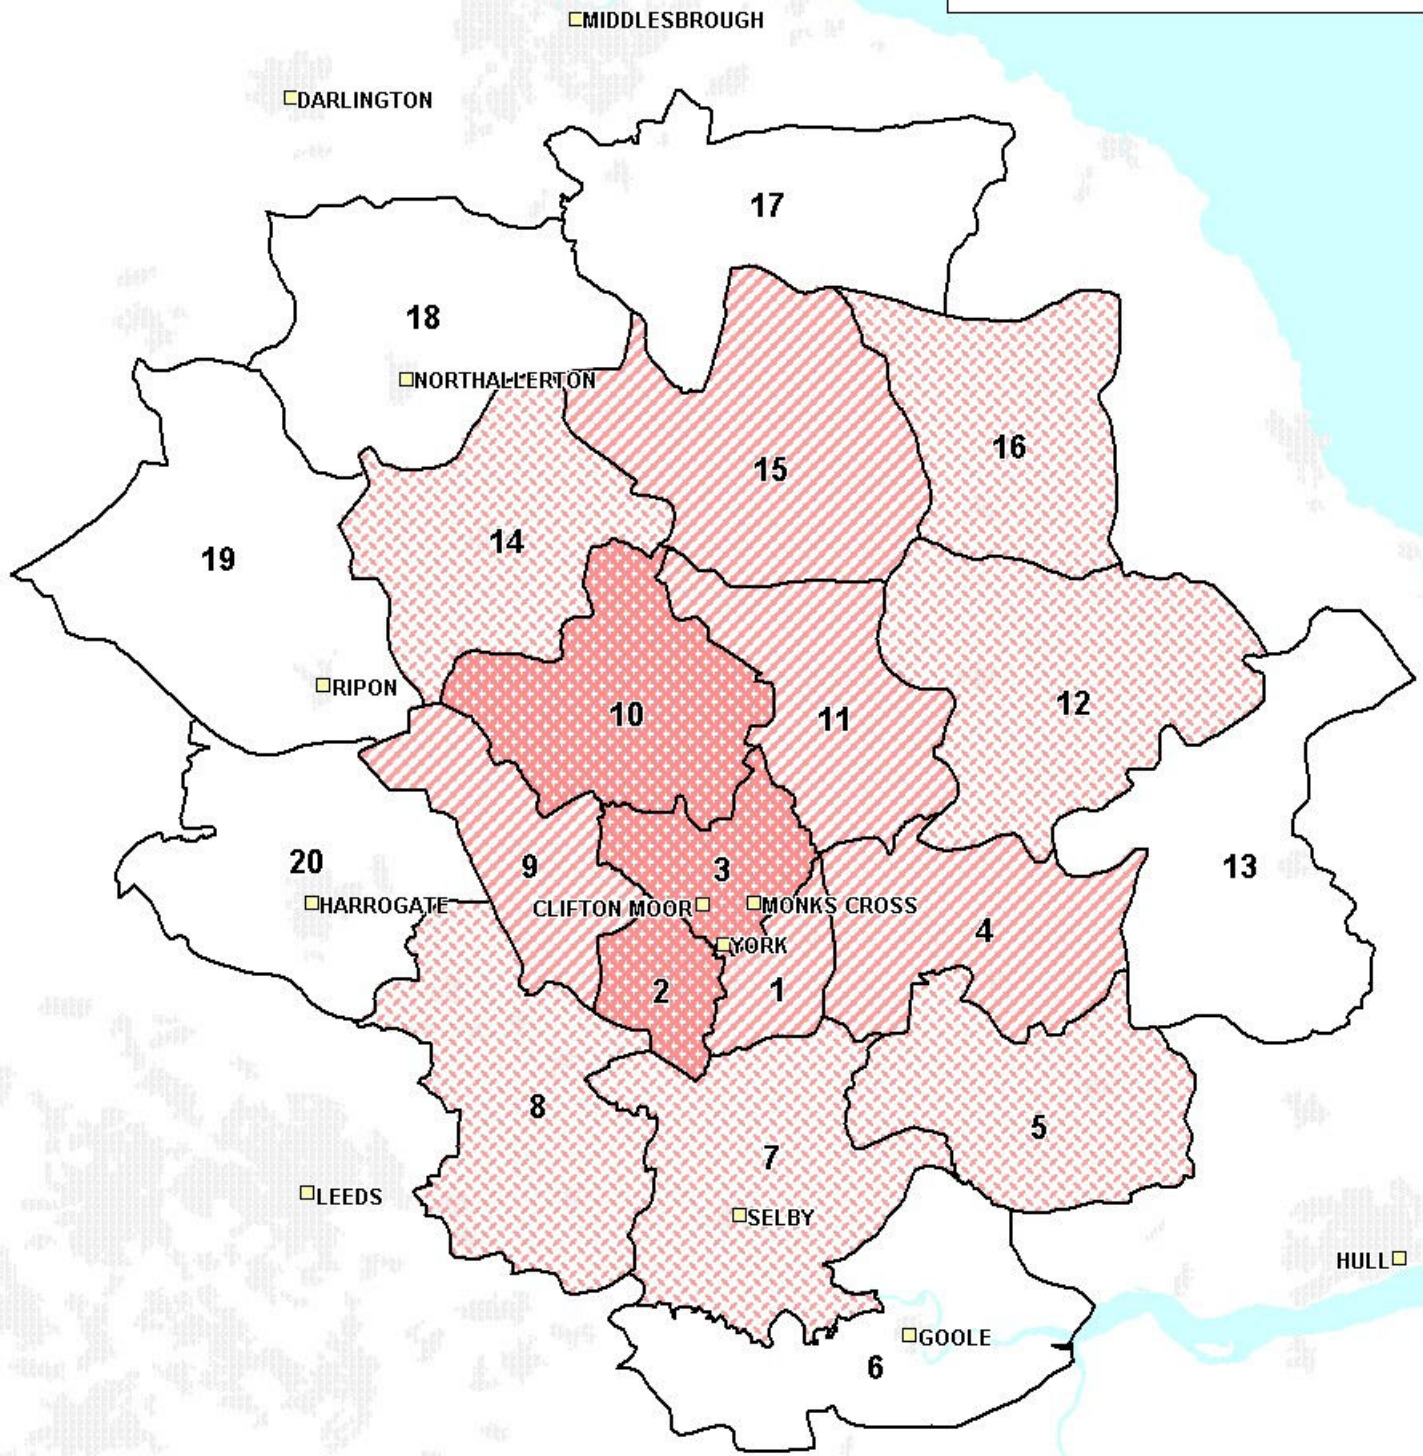 MIDDLESBROUGH
DARLINGTON
17
18
NORTHALLERTON
16
15
14
19
RIPON
12
10
11
20
9
3
13
HARROGATE
CLIFTON MOOR
MONKS CROSS
4
YORK
2
1
8
5
7
LEEDS
SELBY
HULL
GOOLE
6